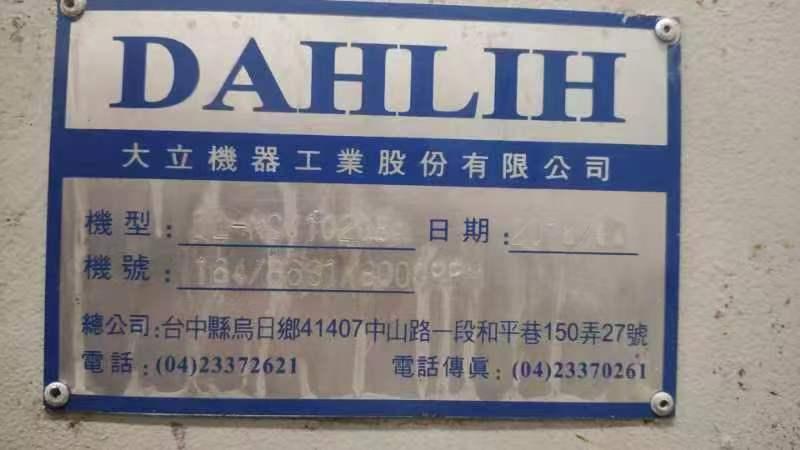 DAHLIH
大立機器工業股份有限公司
機型: 日期:
機號:
總公司:台中縣烏日鄉41407中山路一段和平巷150弄27號
電話:(04)23372621 電話傳真:(04)23370261